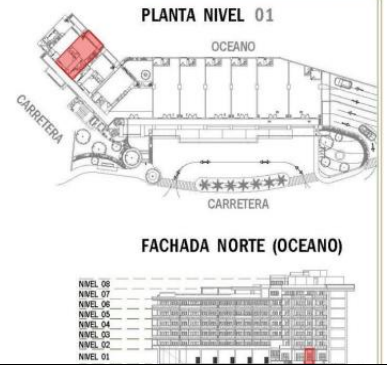 PLANTA NIVEL 01
OCEANO
CARRETERA
CARRETERA
FACHADA NORTE (OCEANO)
NIVEL 08
NIVEL 07
NIVEL 06
NIVEL 05
NIVEL 04
NIVEL 03
NIVEL 02
NIVEL 01